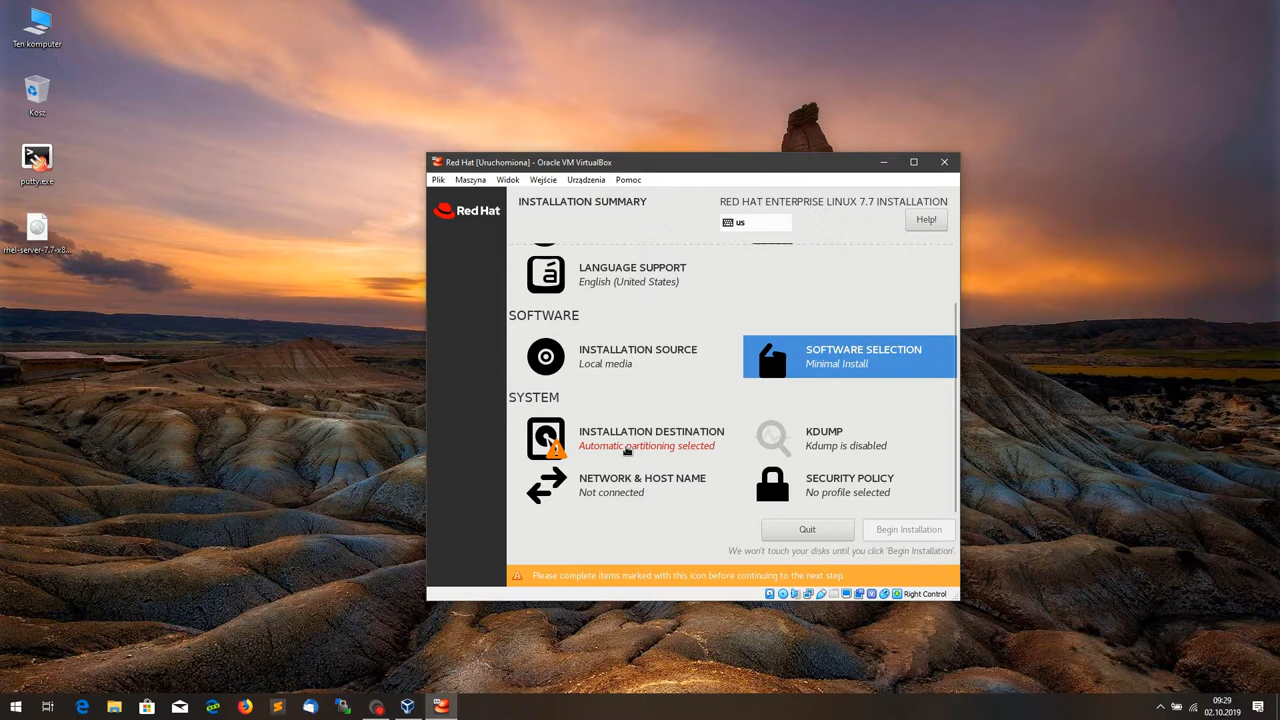 Ten komputer
Kosz
putty.exe
rhel-server-7.7-x8...
Red Hat [Uruchomiona] - Oracle VM VirtualBox
Plik Maszyna Widok Wejście Urządzenia Pomoc
Red Hat
INSTALLATION SUMMARY
RED HAT ENTERPRISE LINUX 7.7 INSTALLATION
us
Help!
LANGUAGE SUPPORT
English (United States)
SOFTWARE
INSTALLATION SOURCE
Local media
SOFTWARE SELECTION
Minimal Install
SYSTEM
INSTALLATION DESTINATION
Automatic partitioning selected
KDUMP
Kdump is disabled
NETWORK & HOST NAME
Not connected
SECURITY POLICY
No profile selected
Quit
Begin Installation
We won't touch your disks until you click 'Begin Installation'.
Please complete items marked with this icon before continuing to the next step.
Right Control
09:29
02.10.2019